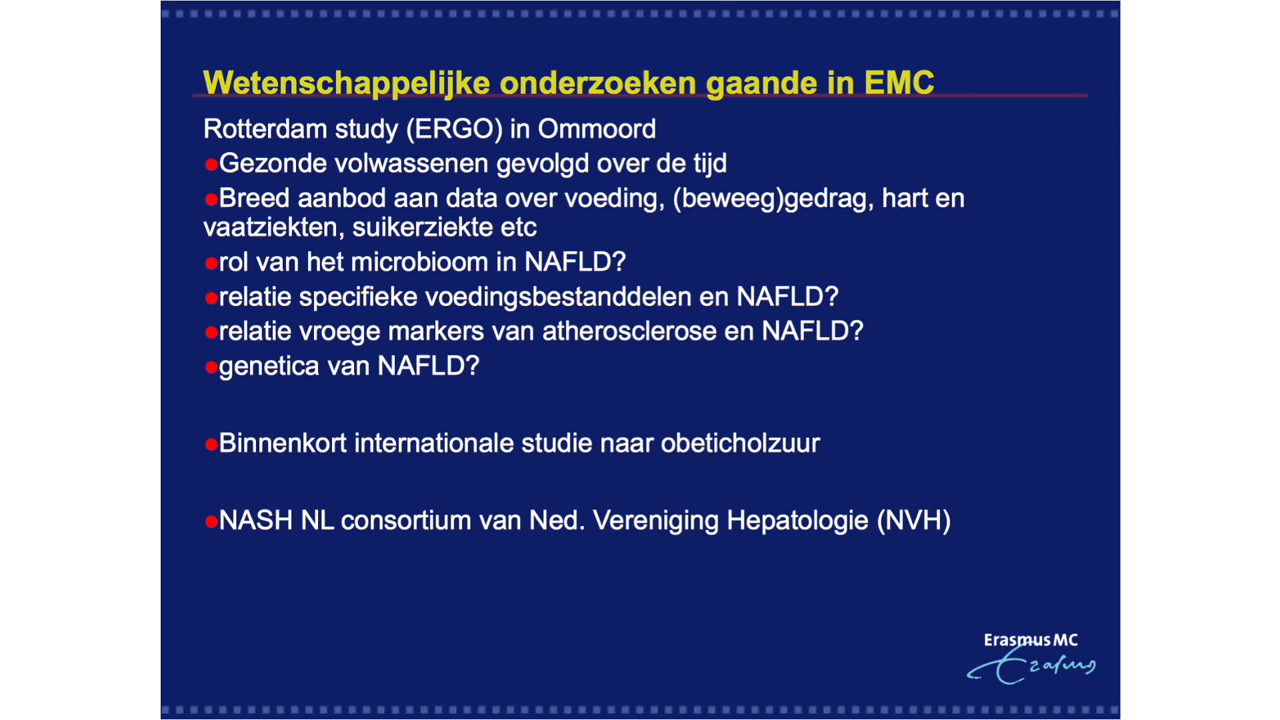 Wetenschappelijke onderzoeken gaande in EMC
Rotterdam study (ERGO) in Ommoord
●Gezonde volwassenen gevolgd over de tijd
●Breed aanbod aan data over voeding, (beweeg)gedrag, hart en
vaatziekten, suikerziekte etc
●rol van het microbioom in NAFLD?
●relatie specifieke voedingsbestanddelen en NAFLD?
●relatie vroege markers van atherosclerose en NAFLD?
●genetica van NAFLD?
●Binnenkort internationale studie naar obeticholzuur
●NASH NL consortium van Ned. Vereniging Hepatologie (NVH)
Erasmus MC
Erasmus